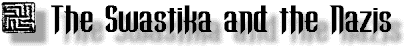 The Swastika and the Nazis